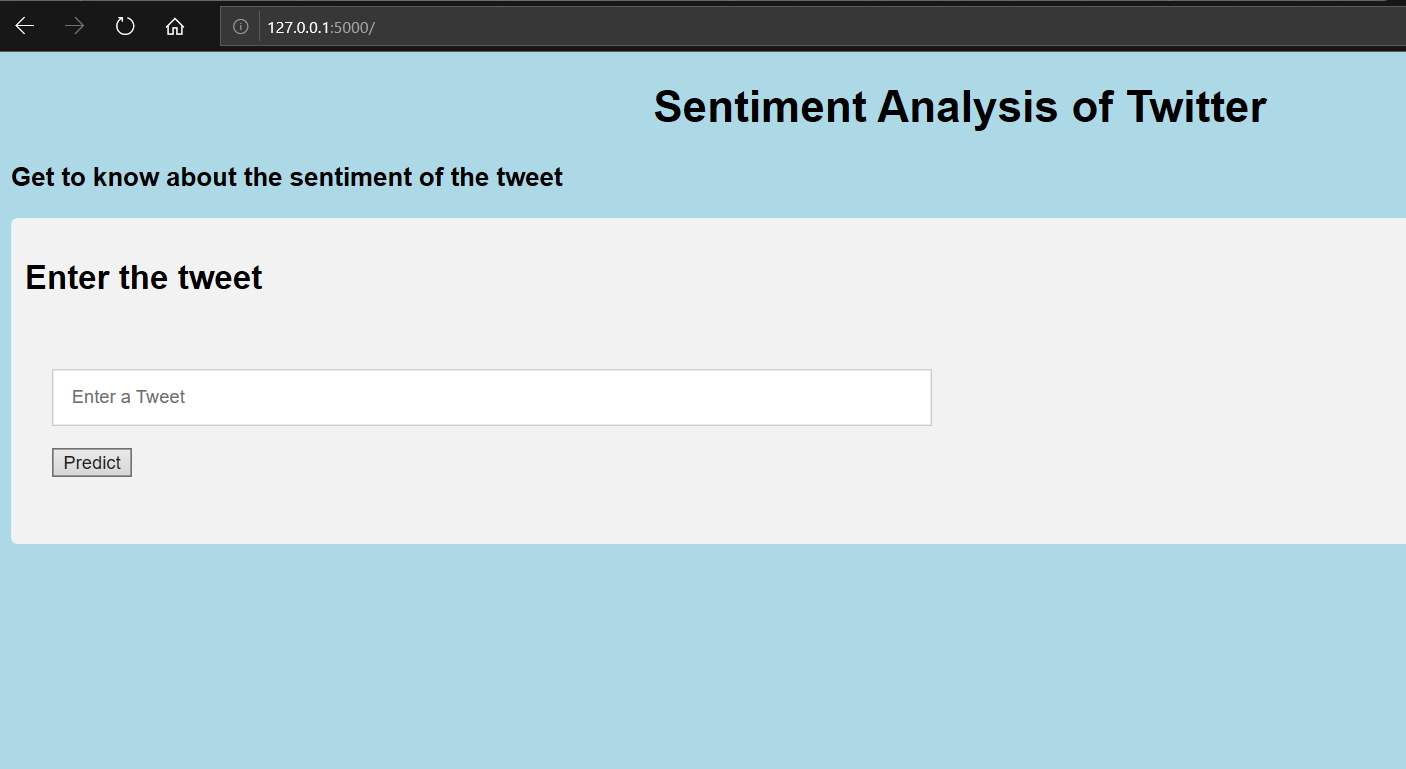 127.0.0.1:5000/
Sentiment Analysis of Twitter
Get to know about the sentiment of the tweet
Enter the tweet
Enter a Tweet
Predict